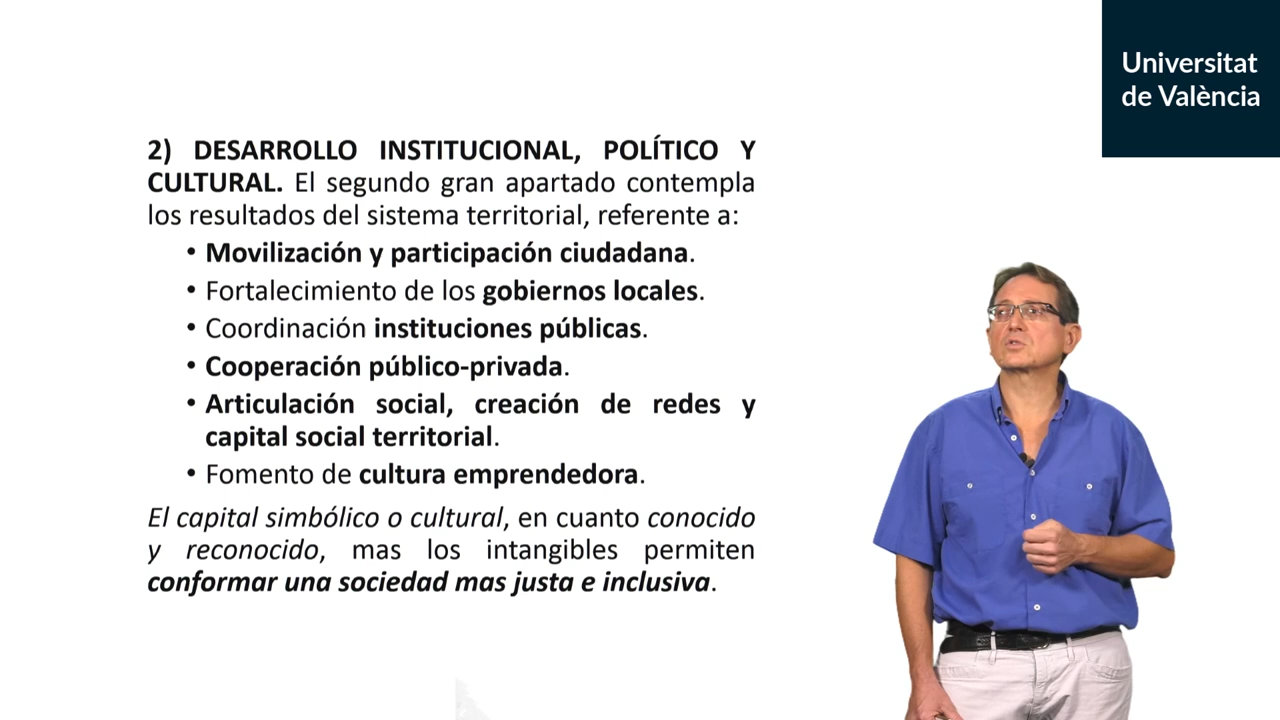 Universitat
de València
2) DESARROLLO INSTITUCIONAL, POLÍTICO Y
CULTURAL. El segundo gran apartado contempla
los resultados del sistema territorial, referente a:
• Movilización y participación ciudadana.
• Fortalecimiento de los gobiernos locales.
• Coordinación instituciones públicas.
• Cooperación público-privada.
• Articulación social, creación de redes y
capital social territorial.
• Fomento de cultura emprendedora.
El capital simbólico o cultural, en cuanto conocido
y reconocido, mas los intangibles permiten
conformar una sociedad mas justa e inclusiva.